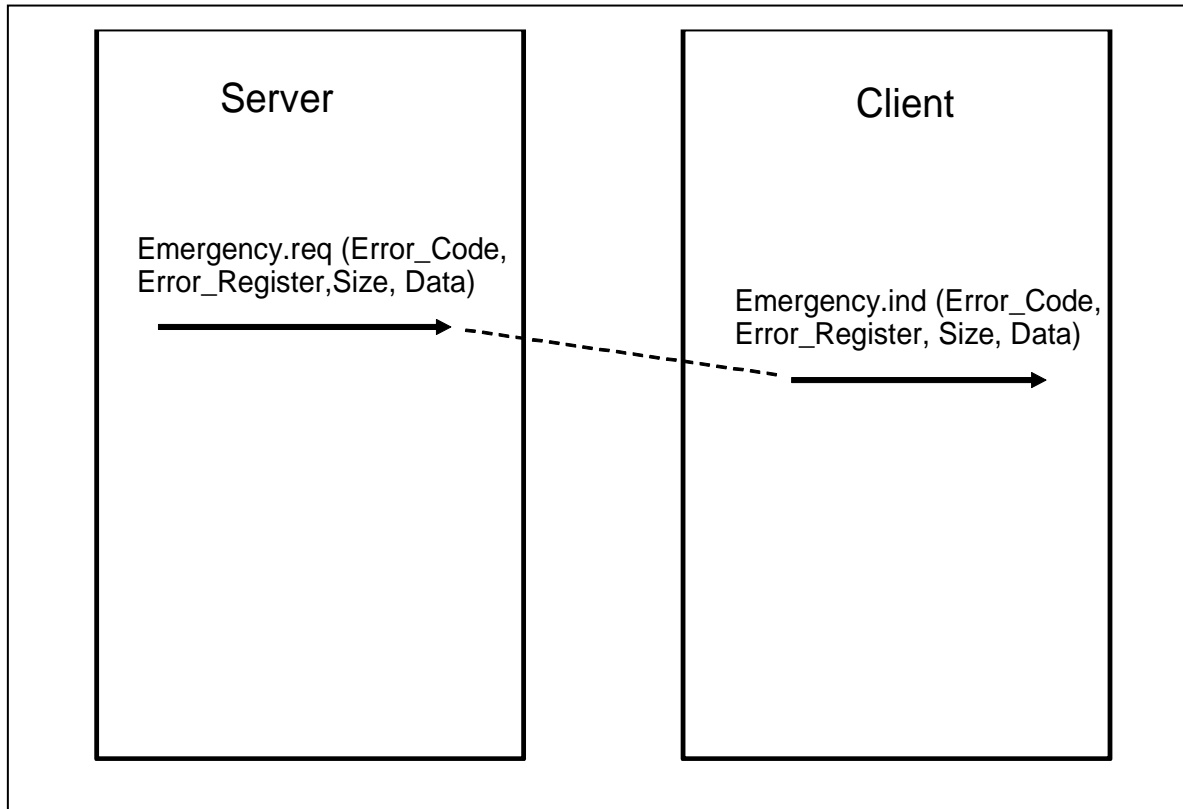 Server
Client
Emergency.req (Error_Code,
Error_Register,Size, Data)
Emergency.ind (Error_Code,
Error_Register, Size, Data)